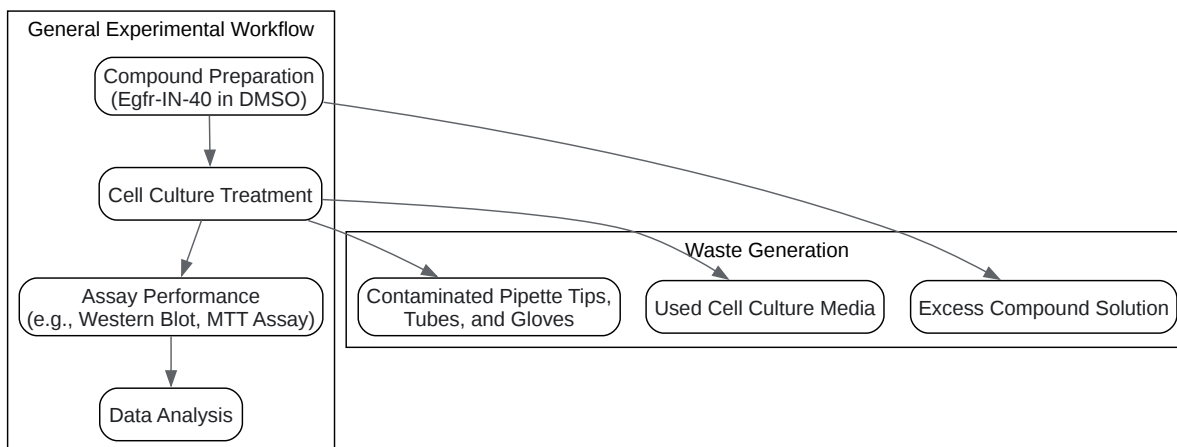 General Experimental Workflow
Compound Preparation
(Egfr-IN-40 in DMSO)
Cell Culture Treatment
Assay Performance
(e.g., Western Blot, MTT Assay)
Data Analysis
Waste Generation
Contaminated Pipette Tips,
Tubes, and Gloves
Used Cell Culture Media
Excess Compound Solution